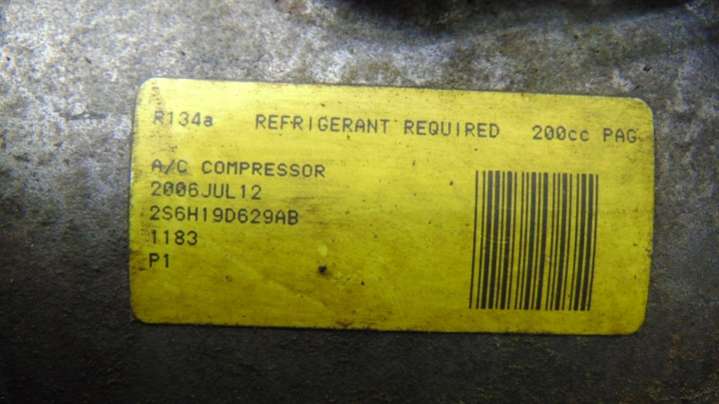 R134a REFRIGERANT REQUIRED 200cc PAG
A/C COMPRESSOR
2006JUL12
2S6H19D629AB
1183
P1